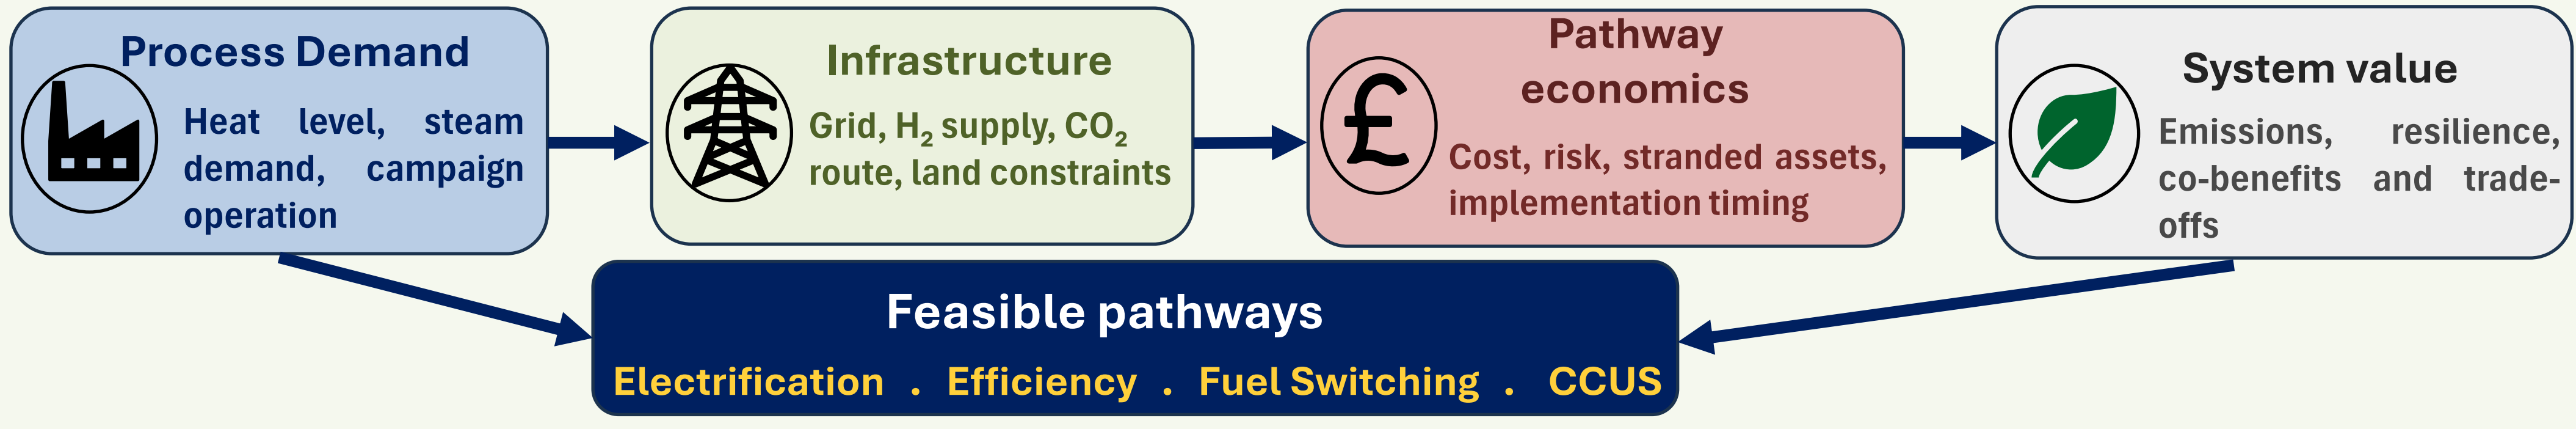 Process Demand
Heat level, steam
demand, campaign
operation
Infrastructure
Grid, H₂ supply, CO₂
route, land constraints
Pathway
economics
£
Cost, risk, stranded assets,
implementation timing
System value
Emissions, resilience,
co-benefits and trade-
offs
Feasible pathways
Electrification . Efficiency . Fuel Switching . CCUS